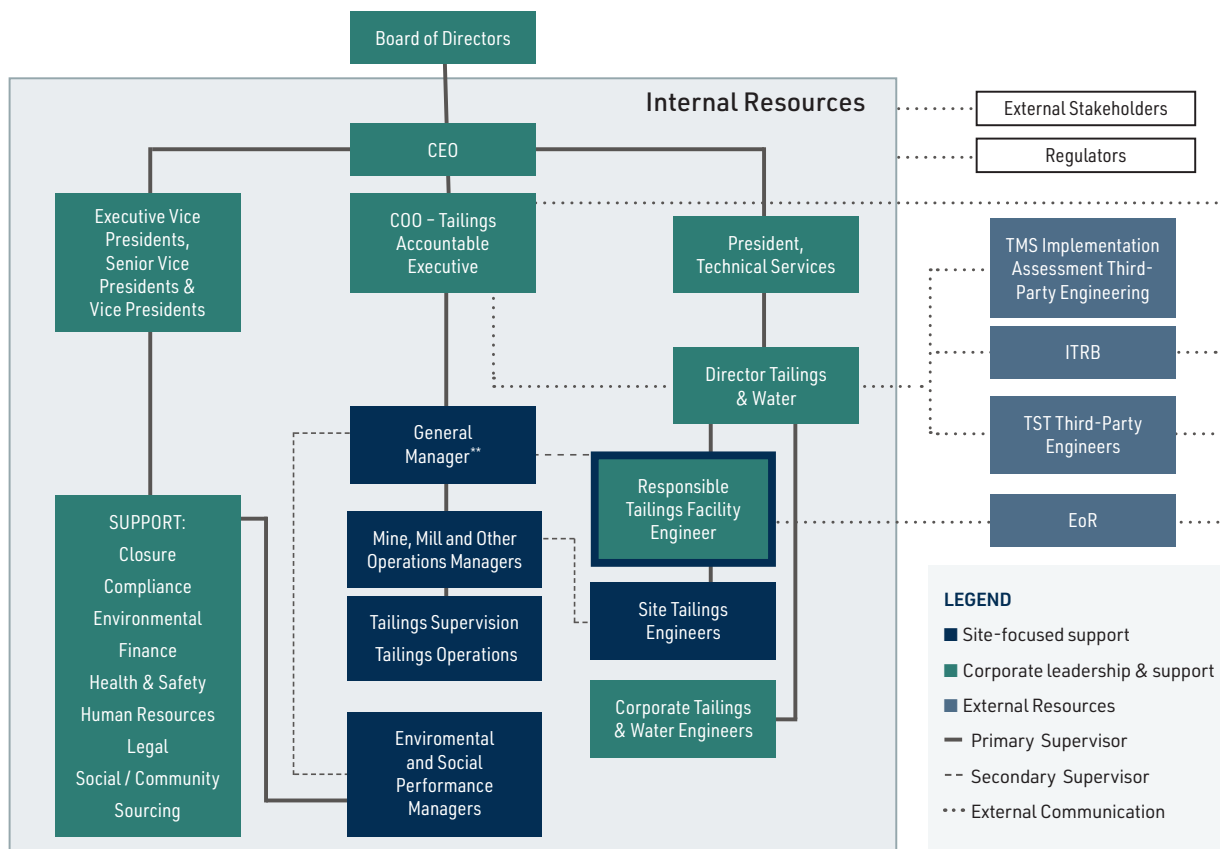 Board of Directors
Internal Resources
External Stakeholders
Regulators
CEO
Executive Vice
Presidents,
Senior Vice
Presidents &
Vice Presidents
COO – Tailings
Accountable
Executive
President,
Technical Services
TMS Implementation
Assessment Third-
Party Engineering
ITRB
Director Tailings
& Water
TST Third-Party
Engineers
General
Manager**
Responsible
Tailings Facility
Engineer
EoR
SUPPORT:
Closure
Compliance
Environmental
Finance
Health & Safety
Human Resources
Legal
Social / Community
Sourcing
Mine, Mill and Other
Operations Managers
Tailings Supervision
Tailings Operations
Site Tailings
Engineers
Corporate Tailings
& Water Engineers
Enviromental
and Social
Performance
Managers
LEGEND
Site-focused support
Corporate leadership & support
External Resources
Primary Supervisor
Secondary Supervisor
External Communication